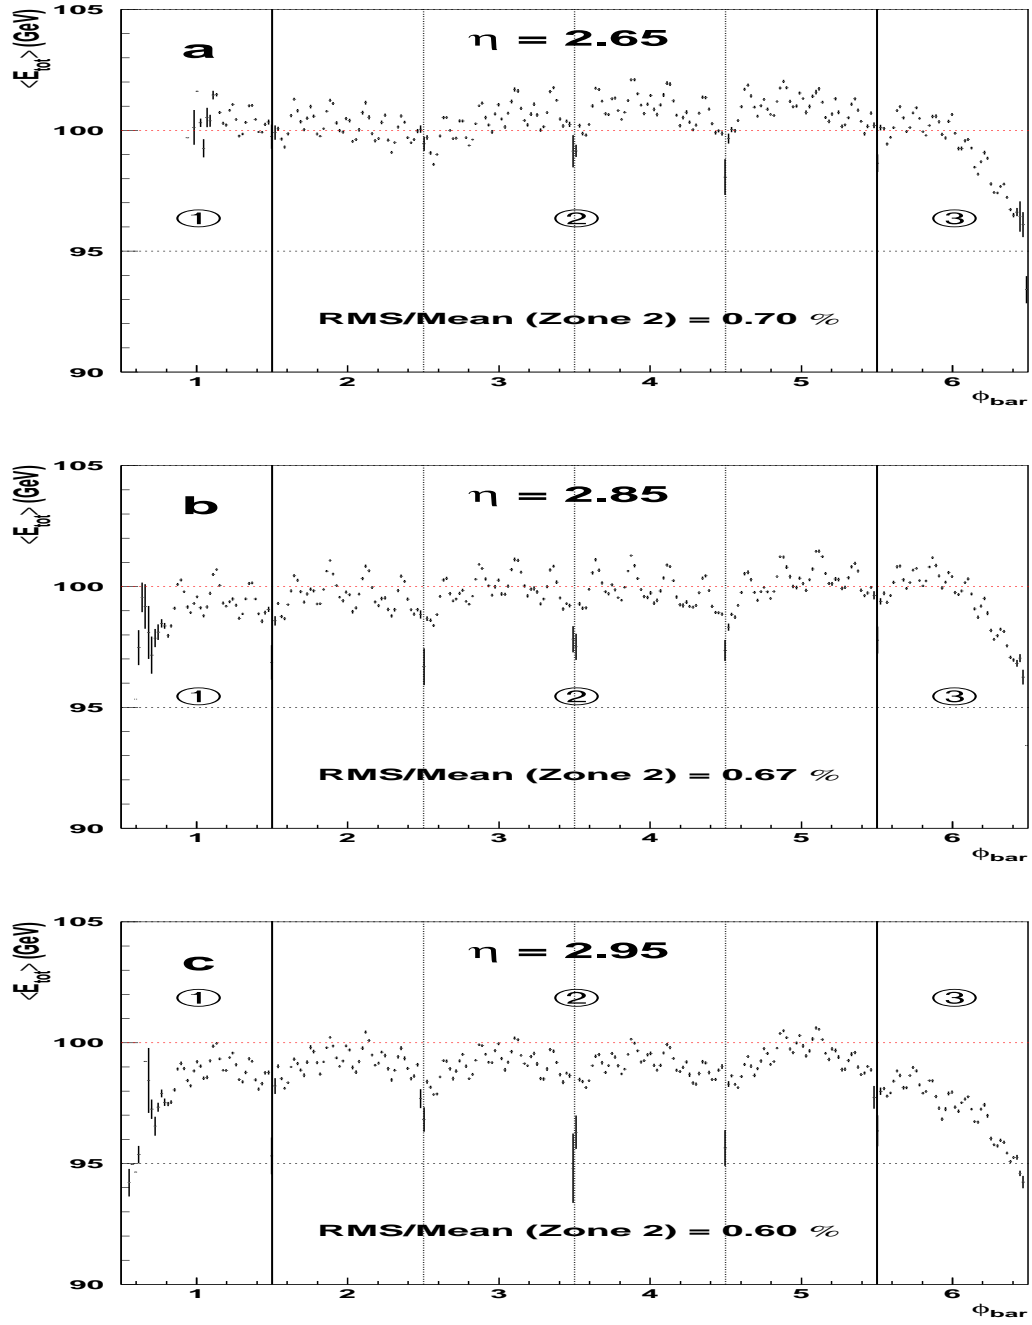 <E_tot> (GeV)
105
a
η = 2.65
100
① ② ③
95
RMS/Mean (Zone 2) = 0.70 %
90
1 2 3 4 5 6
ϕ_bar
<E_tot> (GeV)
105
b
η = 2.85
100
① ② ③
95
RMS/Mean (Zone 2) = 0.67 %
90
1 2 3 4 5 6
ϕ_bar
<E_tot> (GeV)
105
c
η = 2.95
① ② ③
100
95
RMS/Mean (Zone 2) = 0.60 %
90
1 2 3 4 5 6
ϕ_bar